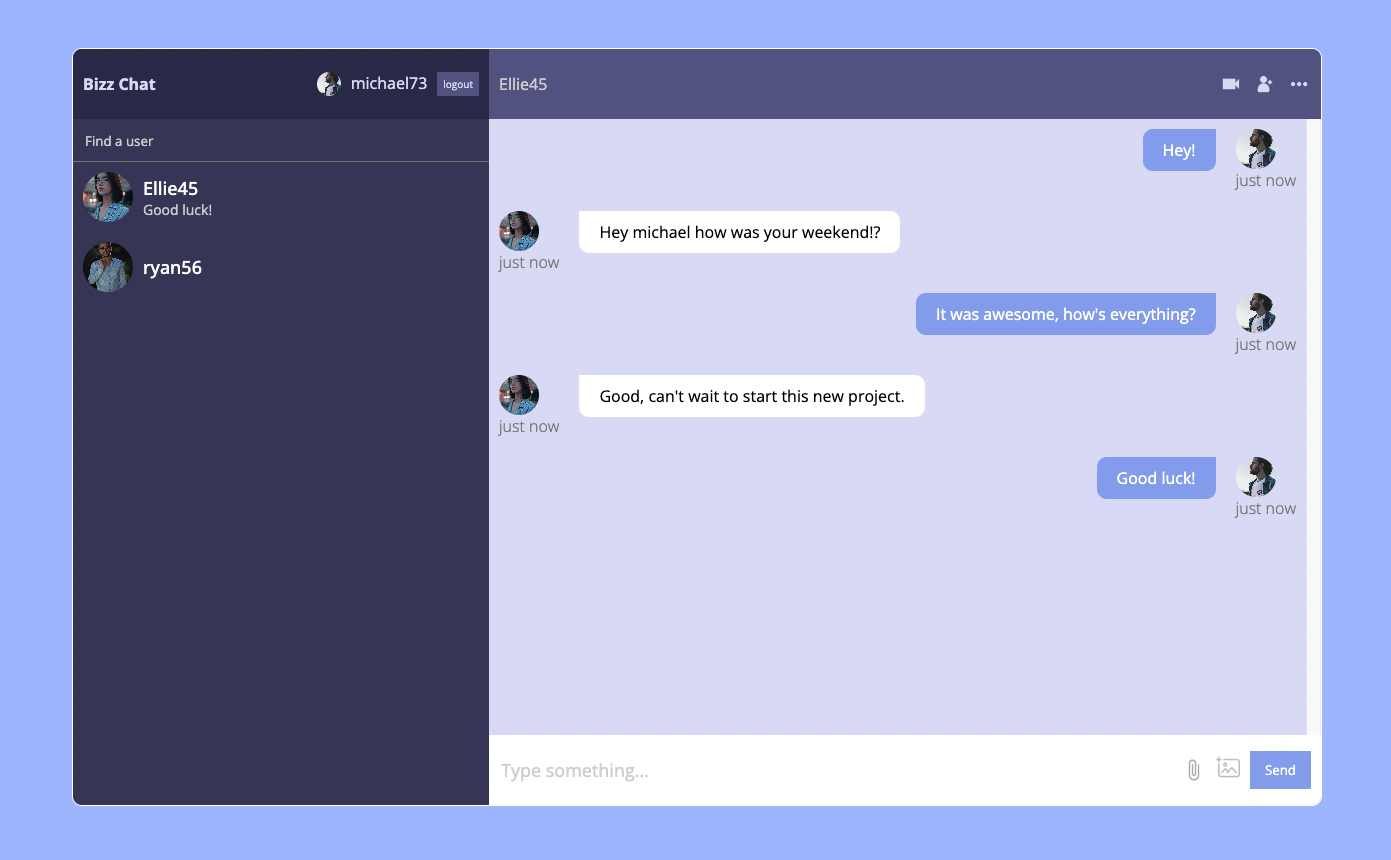 Bizz Chat
michael73
logout
Find a user
Ellie45
Good luck!
ryan56
Ellie45
Hey!
just now
Hey michael how was your weekend!?
just now
It was awesome, how's everything?
just now
Good, can't wait to start this new project.
just now
Good luck!
just now
Type something...
Send